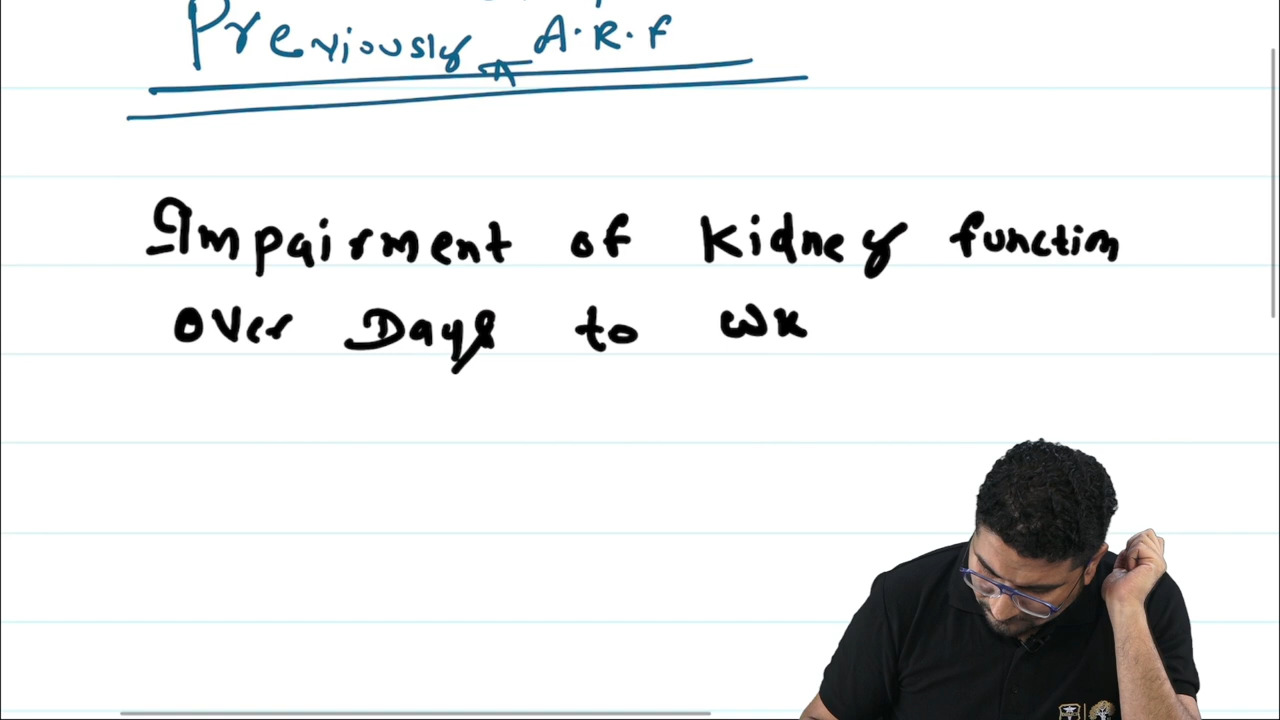 Previously A.R.F
Impairment of Kidney function
Over Days to wk